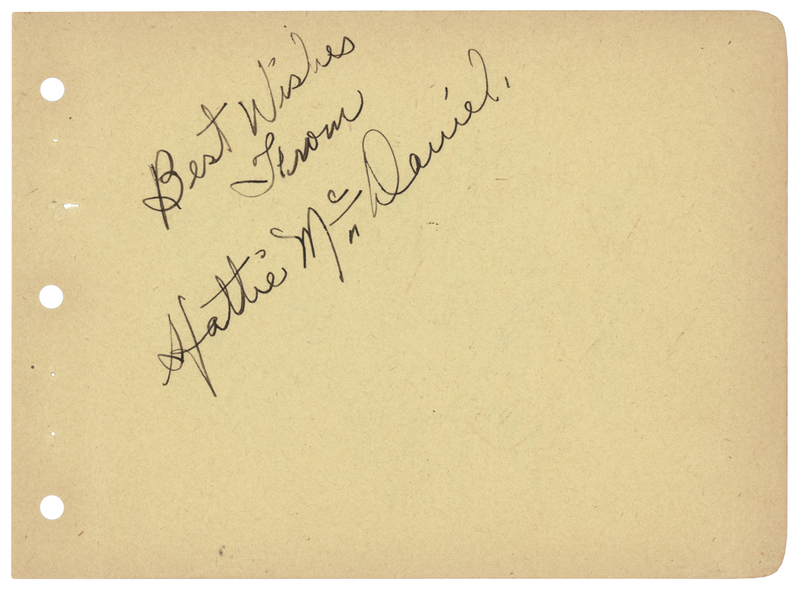 Best Wishes
From
Hattie McDaniel.